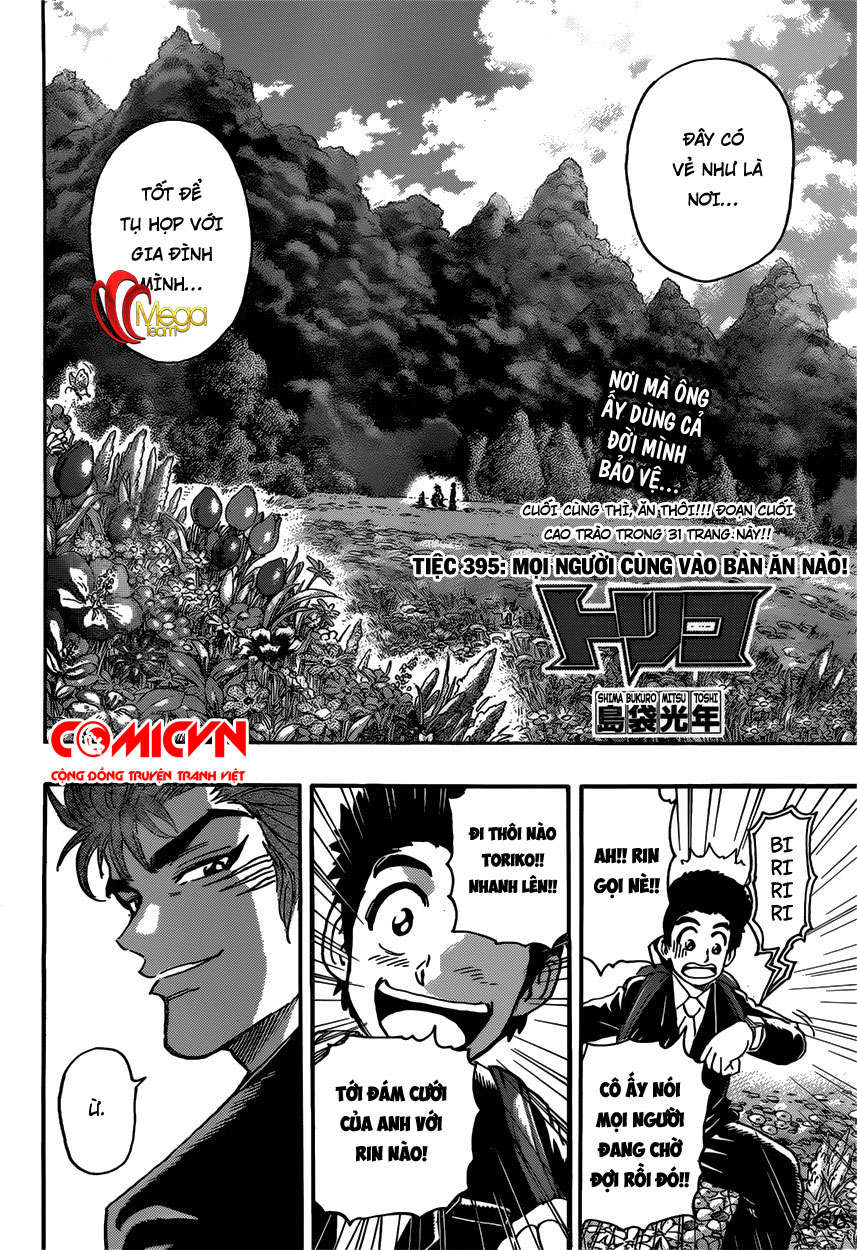 ĐÂY CÓ
VẺ NHƯ LÀ
NƠI...
TỐT ĐỂ
TỤ HỌP VỚI
GIA ĐÌNH
MÌNH...
Mega
team
NƠI MÀ ÔNG
ẤY DÙNG CẢ
ĐỜI MÌNH
BẢO VỆ...
CUỐI CÙNG THÌ, ĂN THÔI!!! ĐOẠN CUỐI
CAO TRÀO TRONG 31 TRANG NÀY!!
TIỆC 395: MỌI NGƯỜI CÙNG VÀO BÀN ĂN NÀO!
トリコ
SHIMA BUKURO MITSU TOSHI
島袋光年
COMICVN
CỘNG ĐỒNG TRUYỆN TRANH VIỆT
BI
RI
RI
RI
AH!! RIN
GỌI NÈ!!
CÔ ẤY NÓI
MỌI NGƯỜI
ĐANG CHỜ
ĐỢI RỒI ĐÓ!!
ĐI THÔI NÀO
TORIKO!!
NHANH LÊN!!
TỚI ĐÁM CƯỚI
CỦA ANH VỚI
RIN NÀO!
Ừ.